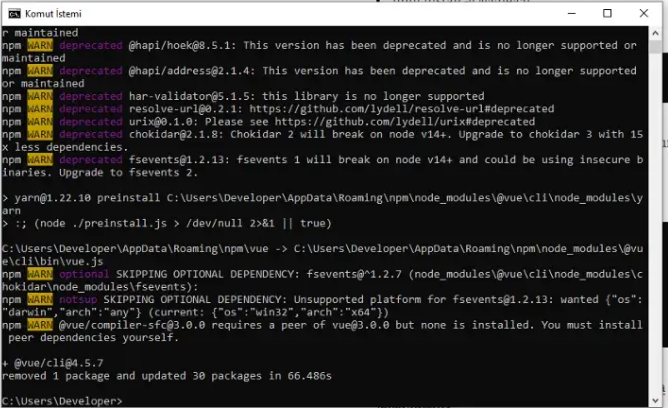 Komut İstemi
r maintained
npm WARN deprecated @hapi/hoek@8.5.1: This version has been deprecated and is no longer supported or
maintained
npm WARN deprecated @hapi/address@2.1.4: This version has been deprecated and is no longer supported
or maintained
npm WARN deprecated har-validator@5.1.5: this library is no longer supported
npm WARN deprecated resolve-url@0.2.1: https://github.com/lydell/resolve-url#deprecated
npm WARN deprecated urix@0.1.0: Please see https://github.com/lydell/urix#deprecated
npm WARN deprecated chokidar@2.1.8: Chokidar 2 will break on node v14+. Upgrade to chokidar 3 with 15
x less dependencies.
npm WARN deprecated fsevents@1.2.13: fsevents 1 will break on node v14+ and could be using insecure b
inaries. Upgrade to fsevents 2.
> yarn@1.22.10 preinstall C:\Users\Developer\AppData\Roaming\npm\node_modules\@vue\cli\node_modules\y
arn
> :; (node ./preinstall.js > /dev/null 2>&1 || true)
C:\Users\Developer\AppData\Roaming\npm\vue -> C:\Users\Developer\AppData\Roaming\npm\node_modules\@vu
e\cli\bin\vue.js
npm WARN optional SKIPPING OPTIONAL DEPENDENCY: fsevents@^1.2.7 (node_modules\@vue\cli\node_modules\c
hokidar\node_modules\fsevents):
npm WARN notsup SKIPPING OPTIONAL DEPENDENCY: Unsupported platform for fsevents@1.2.13: wanted {"os":
"darwin","arch":"any"} (current: {"os":"win32","arch":"x64"})
npm WARN @vue/compiler-sfc@3.0.0 requires a peer of vue@3.0.0 but none is installed. You must install
peer dependencies yourself.
+ @vue/cli@4.5.7
removed 1 package and updated 30 packages in 66.486s
C:\Users\Developer>